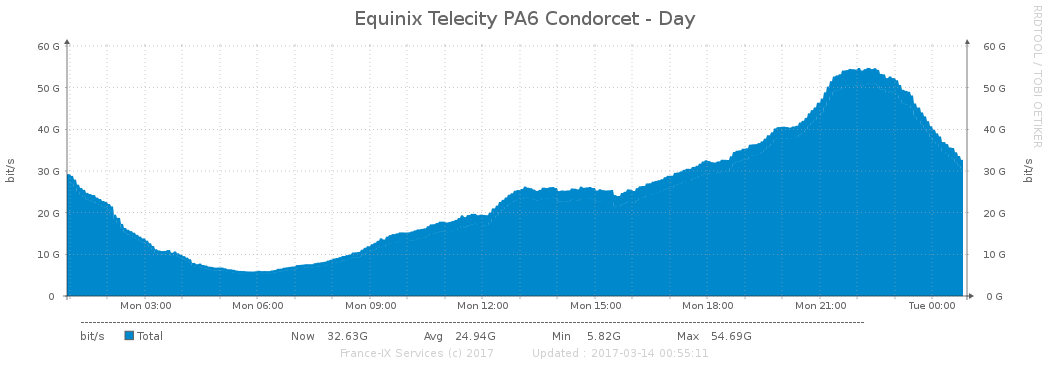 Equinix Telecity PA6 Condorcet - Day
RRDTOOL / TOBI OETIKER
60 G 60 G
50 G 50 G
40 G 40 G
30 G 30 G
20 G 20 G
10 G 10 G
0 0 G
bit/s bit/s
Mon 03:00 Mon 06:00 Mon 09:00 Mon 12:00 Mon 15:00 Mon 18:00 Mon 21:00 Tue 00:00
bit/s Total Now 32.63G Avg 24.94G Min 5.82G Max 54.69G
France-IX Services (c) 2017 Updated : 2017-03-14 00:55:11